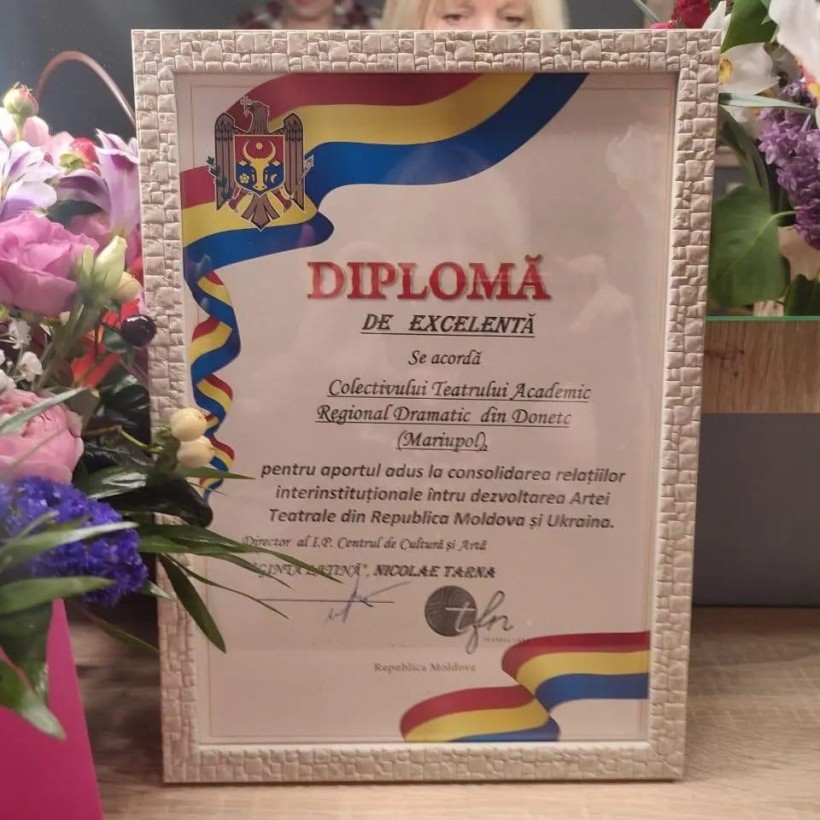 DIPLOMĂ
DE EXCELENTĂ
Se acordă
Colectivului Teatrului Academic
Regional Dramatic din Donetc
(Mariupol),
pentru aportul adus la consolidarea relațiilor
interinstituționale întru dezvoltarea Artei
Teatrale din Republica Moldova și Ukraina.
Director al I.P. Centrul de Cultură și Artă
"GINTA LATINĂ", NICOLAE TARNA
Republica Moldova